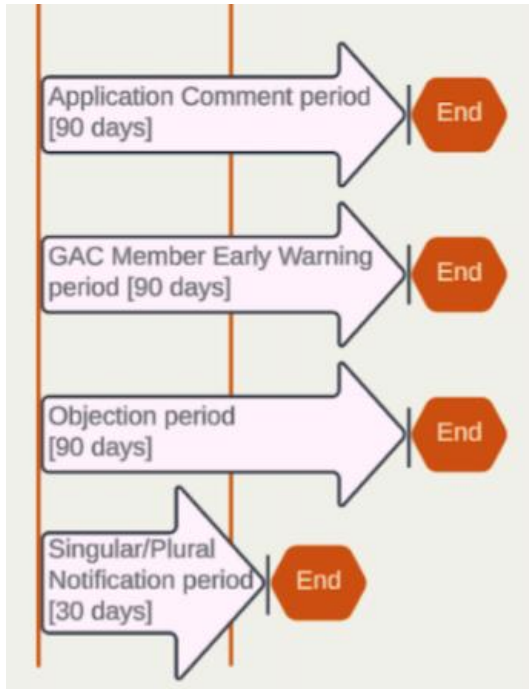 Application Comment period
[90 days]
End
GAC Member Early Warning
period [90 days]
End
Objection period
[90 days]
End
Singular/Plural
Notification period
[30 days]
End